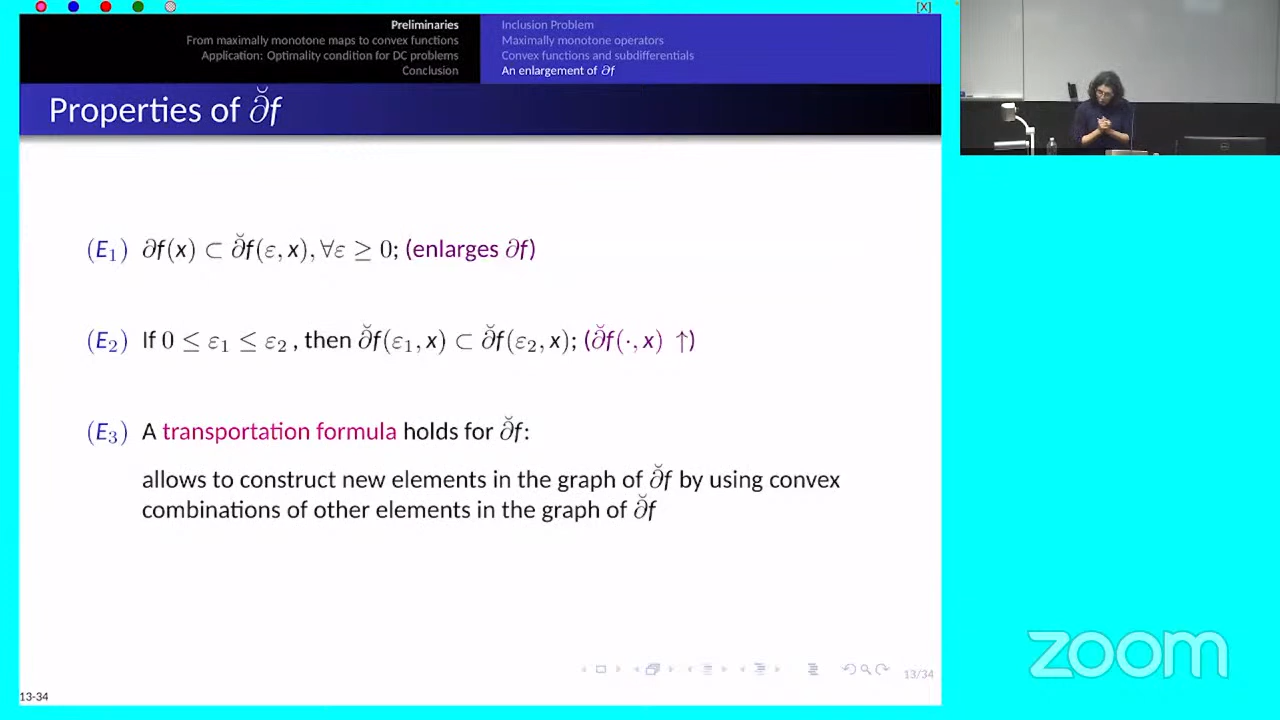 [X]
Preliminaries
From maximally monotone maps to convex functions
Application: Optimality condition for DC problems
Conclusion
Inclusion Problem
Maximally monotone operators
Convex functions and subdifferentials
An enlargement of ∂f
Properties of ∂̆f
(E₁) ∂f(x) ⊂ ∂̆f(ε, x), ∀ε ≥ 0; (enlarges ∂f)
(E₂) If 0 ≤ ε₁ ≤ ε₂ , then ∂̆f(ε₁, x) ⊂ ∂̆f(ε₂, x); (∂̆f(·, x) ↑)
(E₃) A transportation formula holds for ∂̆f:
allows to construct new elements in the graph of ∂̆f by using convex
combinations of other elements in the graph of ∂̆f
13/34
13-34
zoom